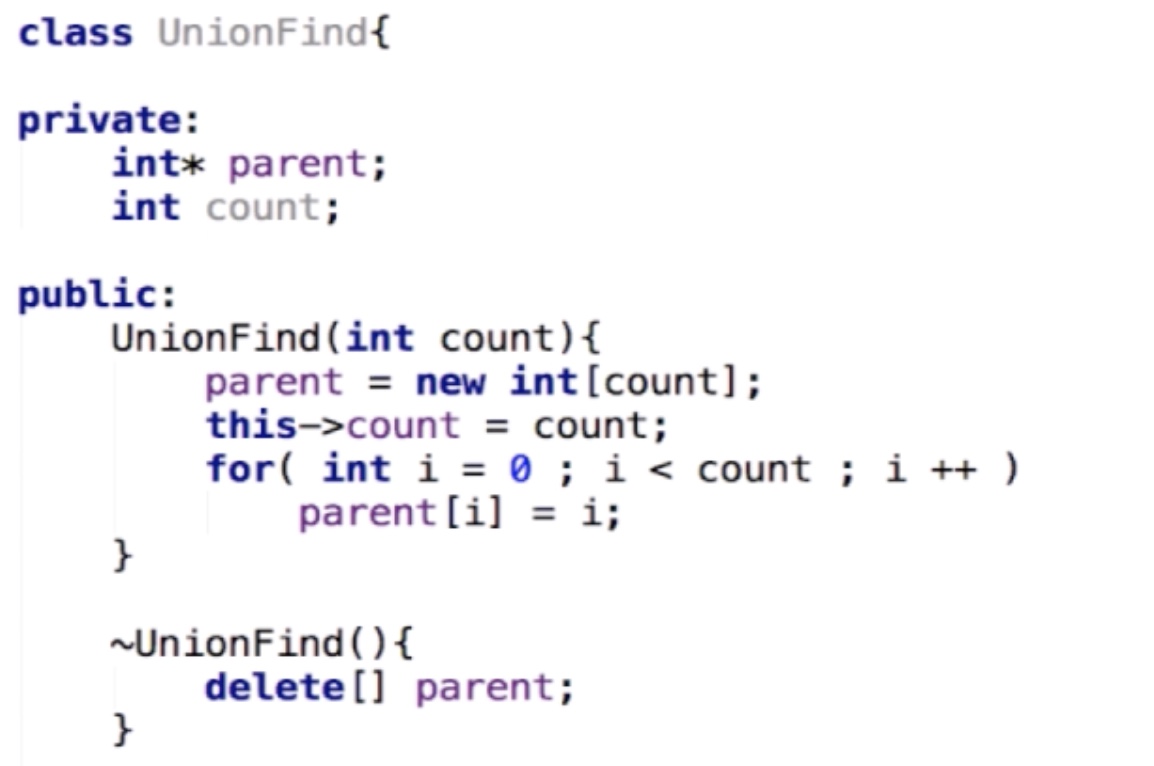 class UnionFind{
private:
    int* parent;
    int count;
public:
    UnionFind(int count){
        parent = new int[count];
        this->count = count;
        for( int i = 0 ; i < count ; i ++ )
            parent[i] = i;
    }
    ~UnionFind(){
        delete[] parent;
    }